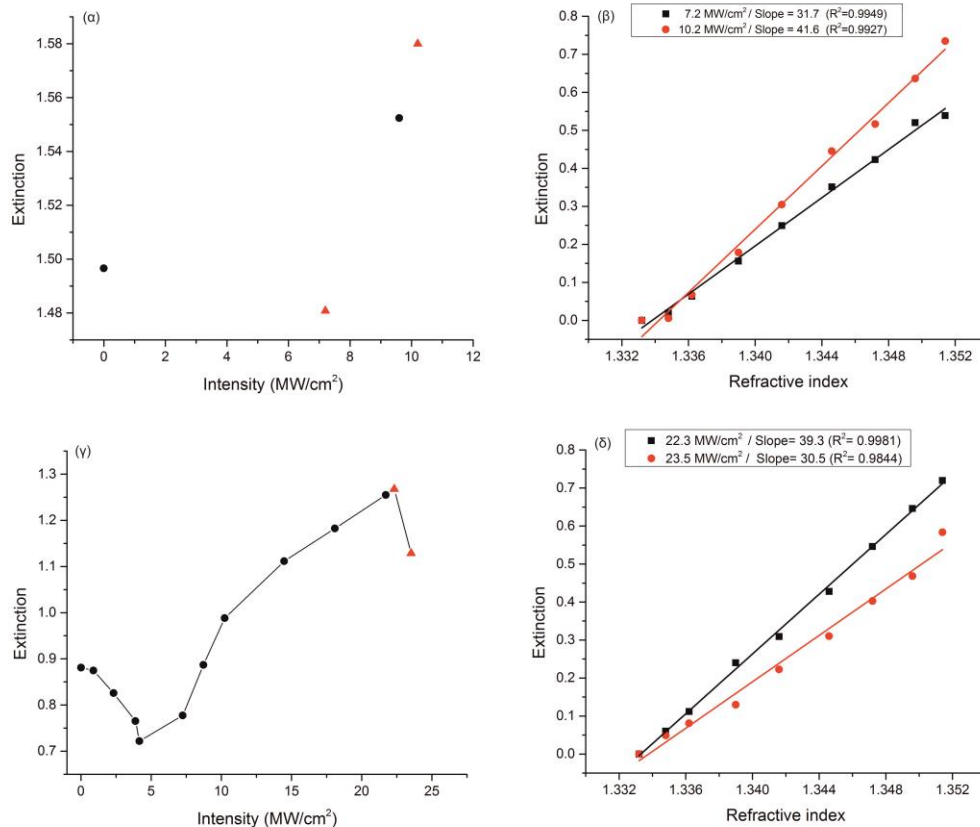 (α)
1.58
1.56
1.54
1.52
1.50
1.48
Extinction
0 2 4 6 8 10 12
Intensity (MW/cm²)
(β)
7.2 MW/cm² / Slope = 31.7 (R²=0.9949)
10.2 MW/cm² / Slope = 41.6 (R²=0.9927)
0.8
0.7
0.6
0.5
0.4
0.3
0.2
0.1
0.0
Extinction
1.332 1.336 1.340 1.344 1.348 1.352
Refractive index
(γ)
1.3
1.2
1.1
1.0
0.9
0.8
0.7
Extinction
0 5 10 15 20 25
Intensity (MW/cm²)
(δ)
22.3 MW/cm² / Slope= 39.3 (R²= 0.9981)
23.5 MW/cm² / Slope= 30.5 (R²= 0.9844)
0.8
0.7
0.6
0.5
0.4
0.3
0.2
0.1
0.0
Extinction
1.332 1.336 1.340 1.344 1.348 1.352
Refractive index